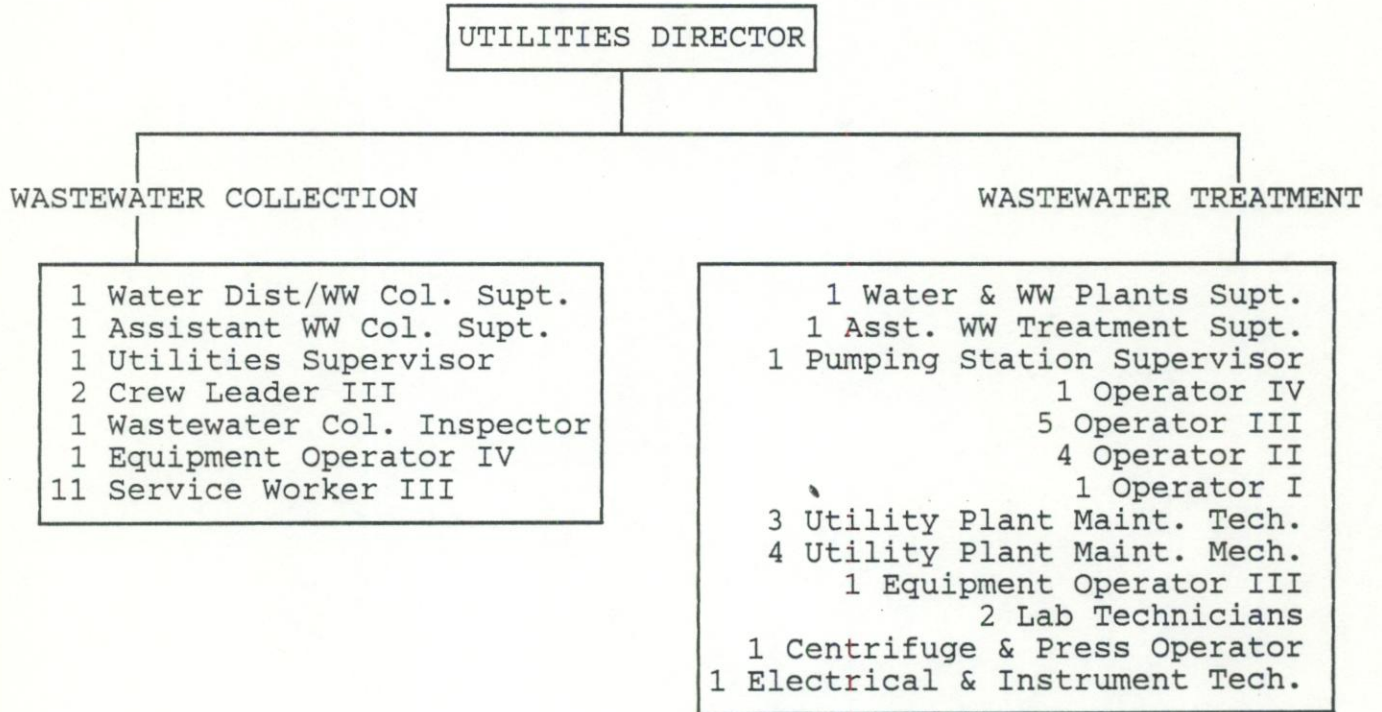 UTILITIES DIRECTOR
WASTEWATER COLLECTION
1 Water Dist/WW Col. Supt.
1 Assistant WW Col. Supt.
1 Utilities Supervisor
2 Crew Leader III
1 Wastewater Col. Inspector
1 Equipment Operator IV
11 Service Worker III
WASTEWATER TREATMENT
1 Water & WW Plants Supt.
1 Asst. WW Treatment Supt.
1 Pumping Station Supervisor
1 Operator IV
5 Operator III
4 Operator II
1 Operator I
3 Utility Plant Maint. Tech.
4 Utility Plant Maint. Mech.
1 Equipment Operator III
2 Lab Technicians
1 Centrifuge & Press Operator
1 Electrical & Instrument Tech.